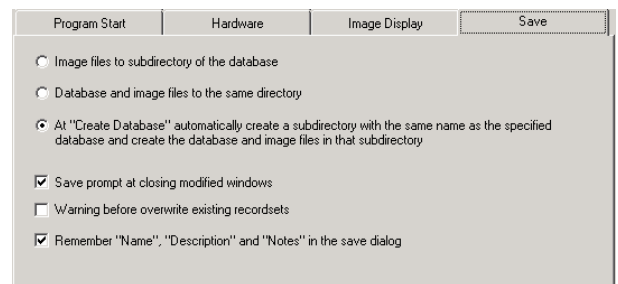 Program Start Hardware Image Display Save
Image files to subdirectory of the database
Database and image files to the same directory
At "Create Database" automatically create a subdirectory with the same name as the specified
database and create the database and image files in that subdirectory
Save prompt at closing modified windows
Warning before overwrite existing recordsets
Remember "Name", "Description" and "Notes" in the save dialog